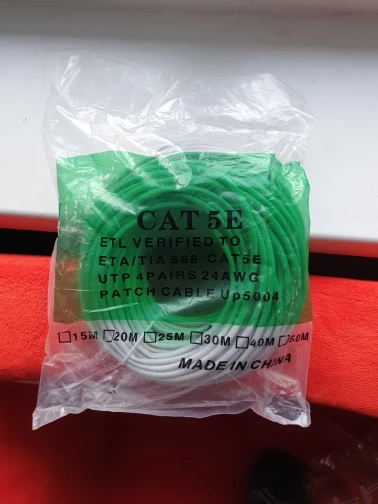 CAT 5E
ETL VERIFIED TO
ETA/TIA 568 CAT5E
UTP 4PAIRS 24AWG
PATCH CABLE Up5004
15M 20M 25M 30M 40M 50M
MADE IN CHINA